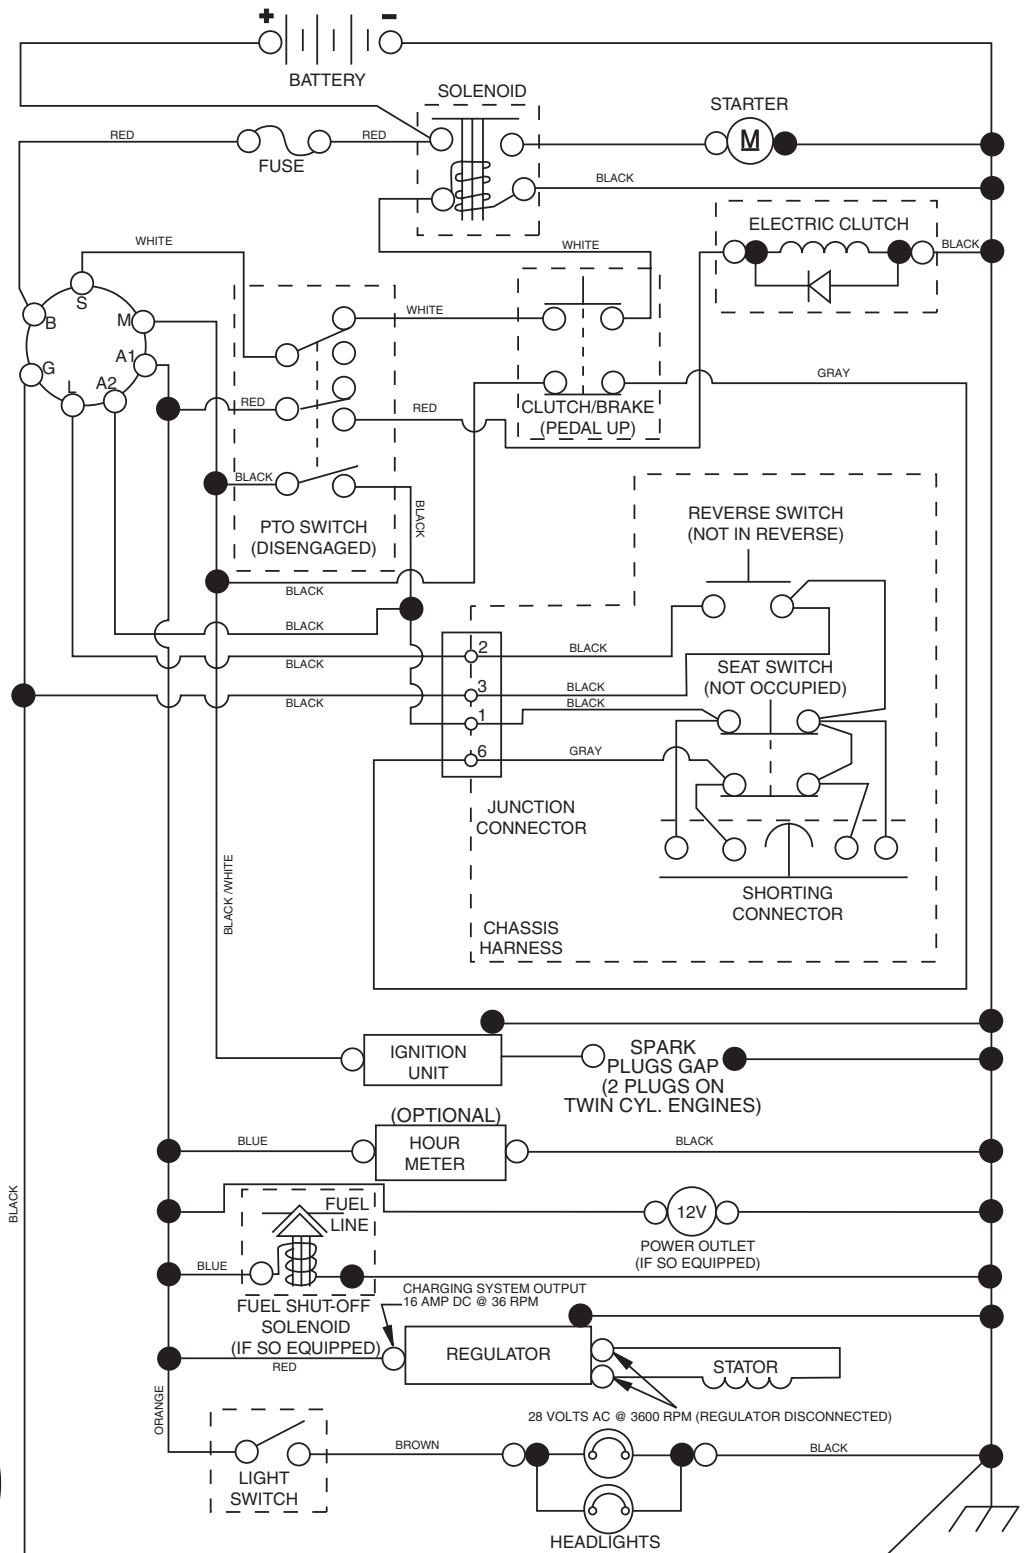 + -
BATTERY
SOLENOID
STARTER
RED
FUSE
RED
M
BLACK
ELECTRIC CLUTCH
WHITE
WHITE
BLACK
S
B
M
WHITE
A1
G
L
A2
RED
RED
GRAY
CLUTCH/BRAKE
(PEDAL UP)
BLACK
BLACK
PTO SWITCH
(DISENGAGED)
REVERSE SWITCH
(NOT IN REVERSE)
BLACK
BLACK
2
BLACK
BLACK
SEAT SWITCH
(NOT OCCUPIED)
3
BLACK
BLACK
BLACK
1
6
GRAY
JUNCTION
CONNECTOR
BLACK /WHITE
SHORTING
CONNECTOR
CHASSIS
HARNESS
IGNITION
UNIT
SPARK
PLUGS GAP
(2 PLUGS ON
TWIN CYL. ENGINES)
(OPTIONAL)
BLUE
HOUR
METER
BLACK
BLACK
FUEL
LINE
12V
POWER OUTLET
(IF SO EQUIPPED)
BLUE
CHARGING SYSTEM OUTPUT
16 AMP DC @ 36 RPM
FUEL SHUT-OFF
SOLENOID
(IF SO EQUIPPED)
RED
REGULATOR
STATOR
ORANGE
28 VOLTS AC @ 3600 RPM (REGULATOR DISCONNECTED)
BROWN
BLACK
LIGHT
SWITCH
HEADLIGHTS